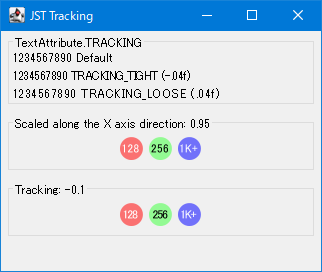 JST Tracking
TextAttribute.TRACKING
1234567890 Default
1234567890 TRACKING_TIGHT (-.04f)
1234567890 TRACKING_LOOSE (.04f)
Scaled along the X axis direction: 0.95
128 256 1K+
Tracking: -0.1
128 256 1K+